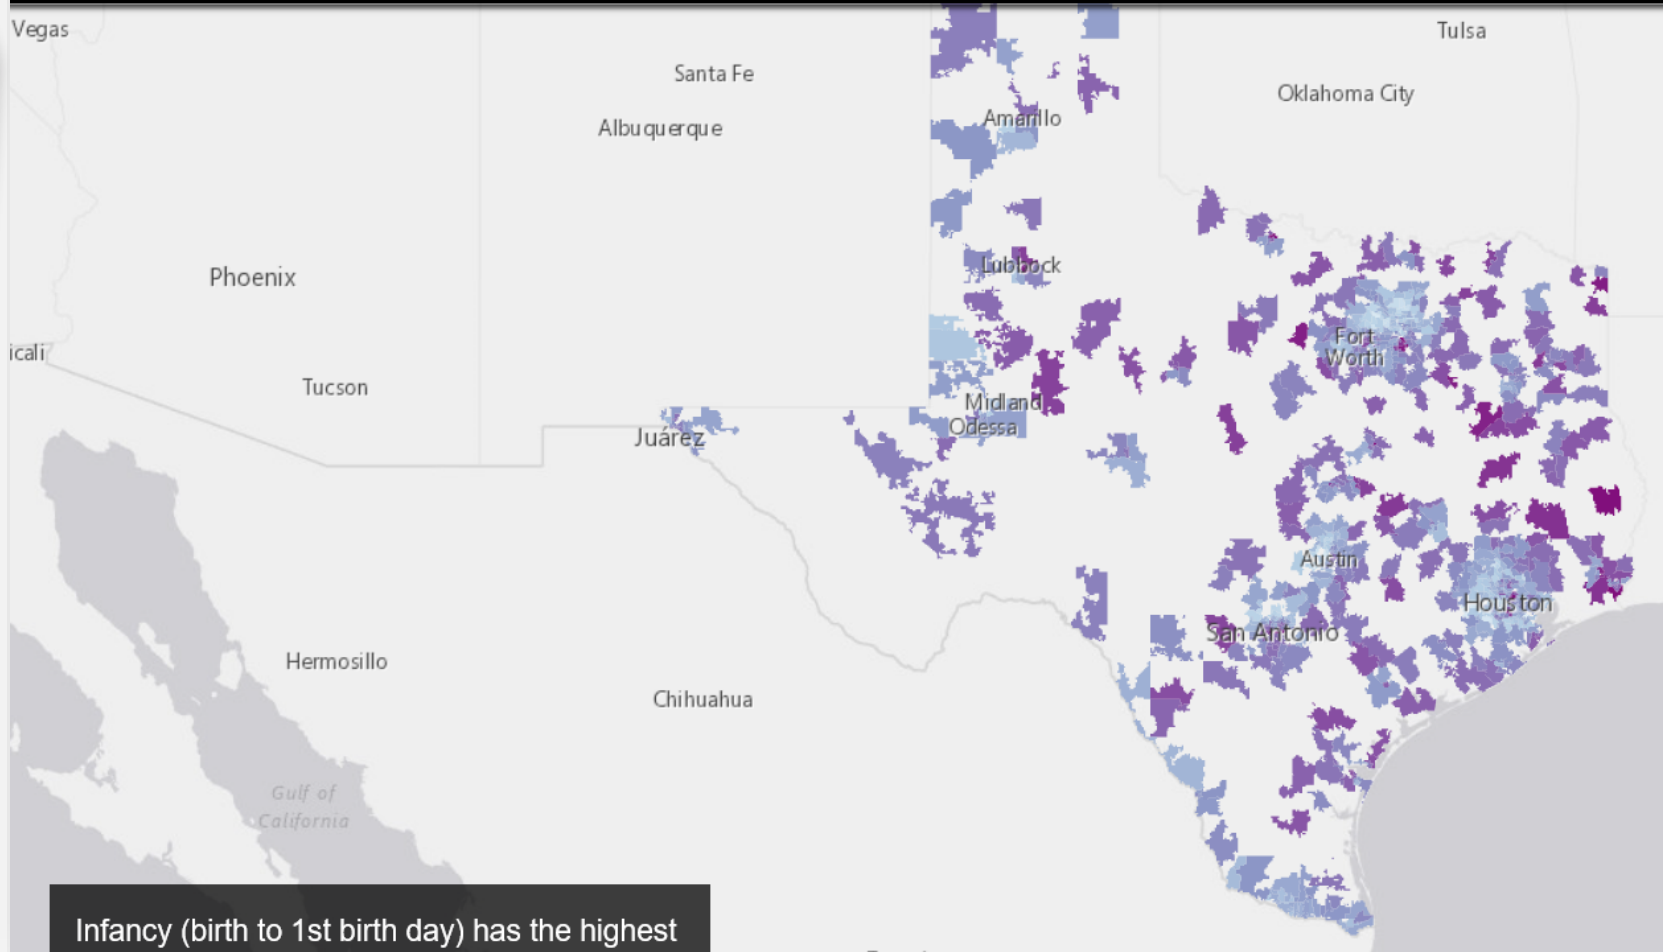 Vegas
Tulsa
Santa Fe
Oklahoma City
Amarillo
Albuquerque
Lubbock
Phoenix
Fort
Worth
icali
Tucson
Midland
Odessa
Juárez
Austin
Houston
San Antonio
Hermosillo
Chihuahua
Gulf of
California
Infancy (birth to 1st birth day) has the highest